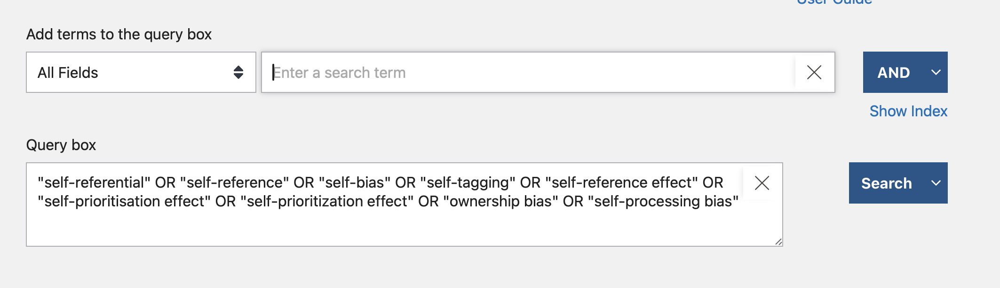 User Guide
Add terms to the query box
All Fields
Enter a search term
AND
Show Index
Query box
"self-referential" OR "self-reference" OR "self-bias" OR "self-tagging" OR "self-reference effect" OR
"self-prioritisation effect" OR "self-prioritization effect" OR "ownership bias" OR "self-processing bias"
Search